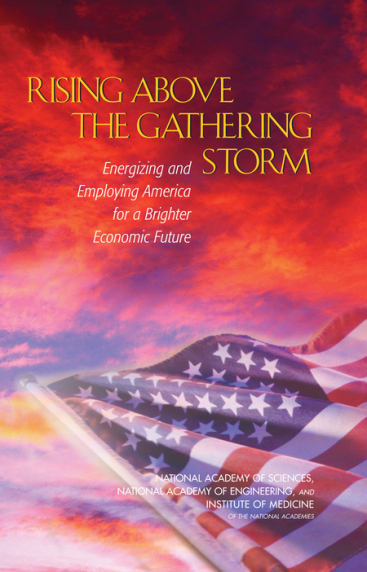 RISING ABOVE
THE GATHERING
STORM
Energizing and
Employing America
for a Brighter
Economic Future
NATIONAL ACADEMY OF SCIENCES,
NATIONAL ACADEMY OF ENGINEERING, AND
INSTITUTE OF MEDICINE
OF THE NATIONAL ACADEMIES